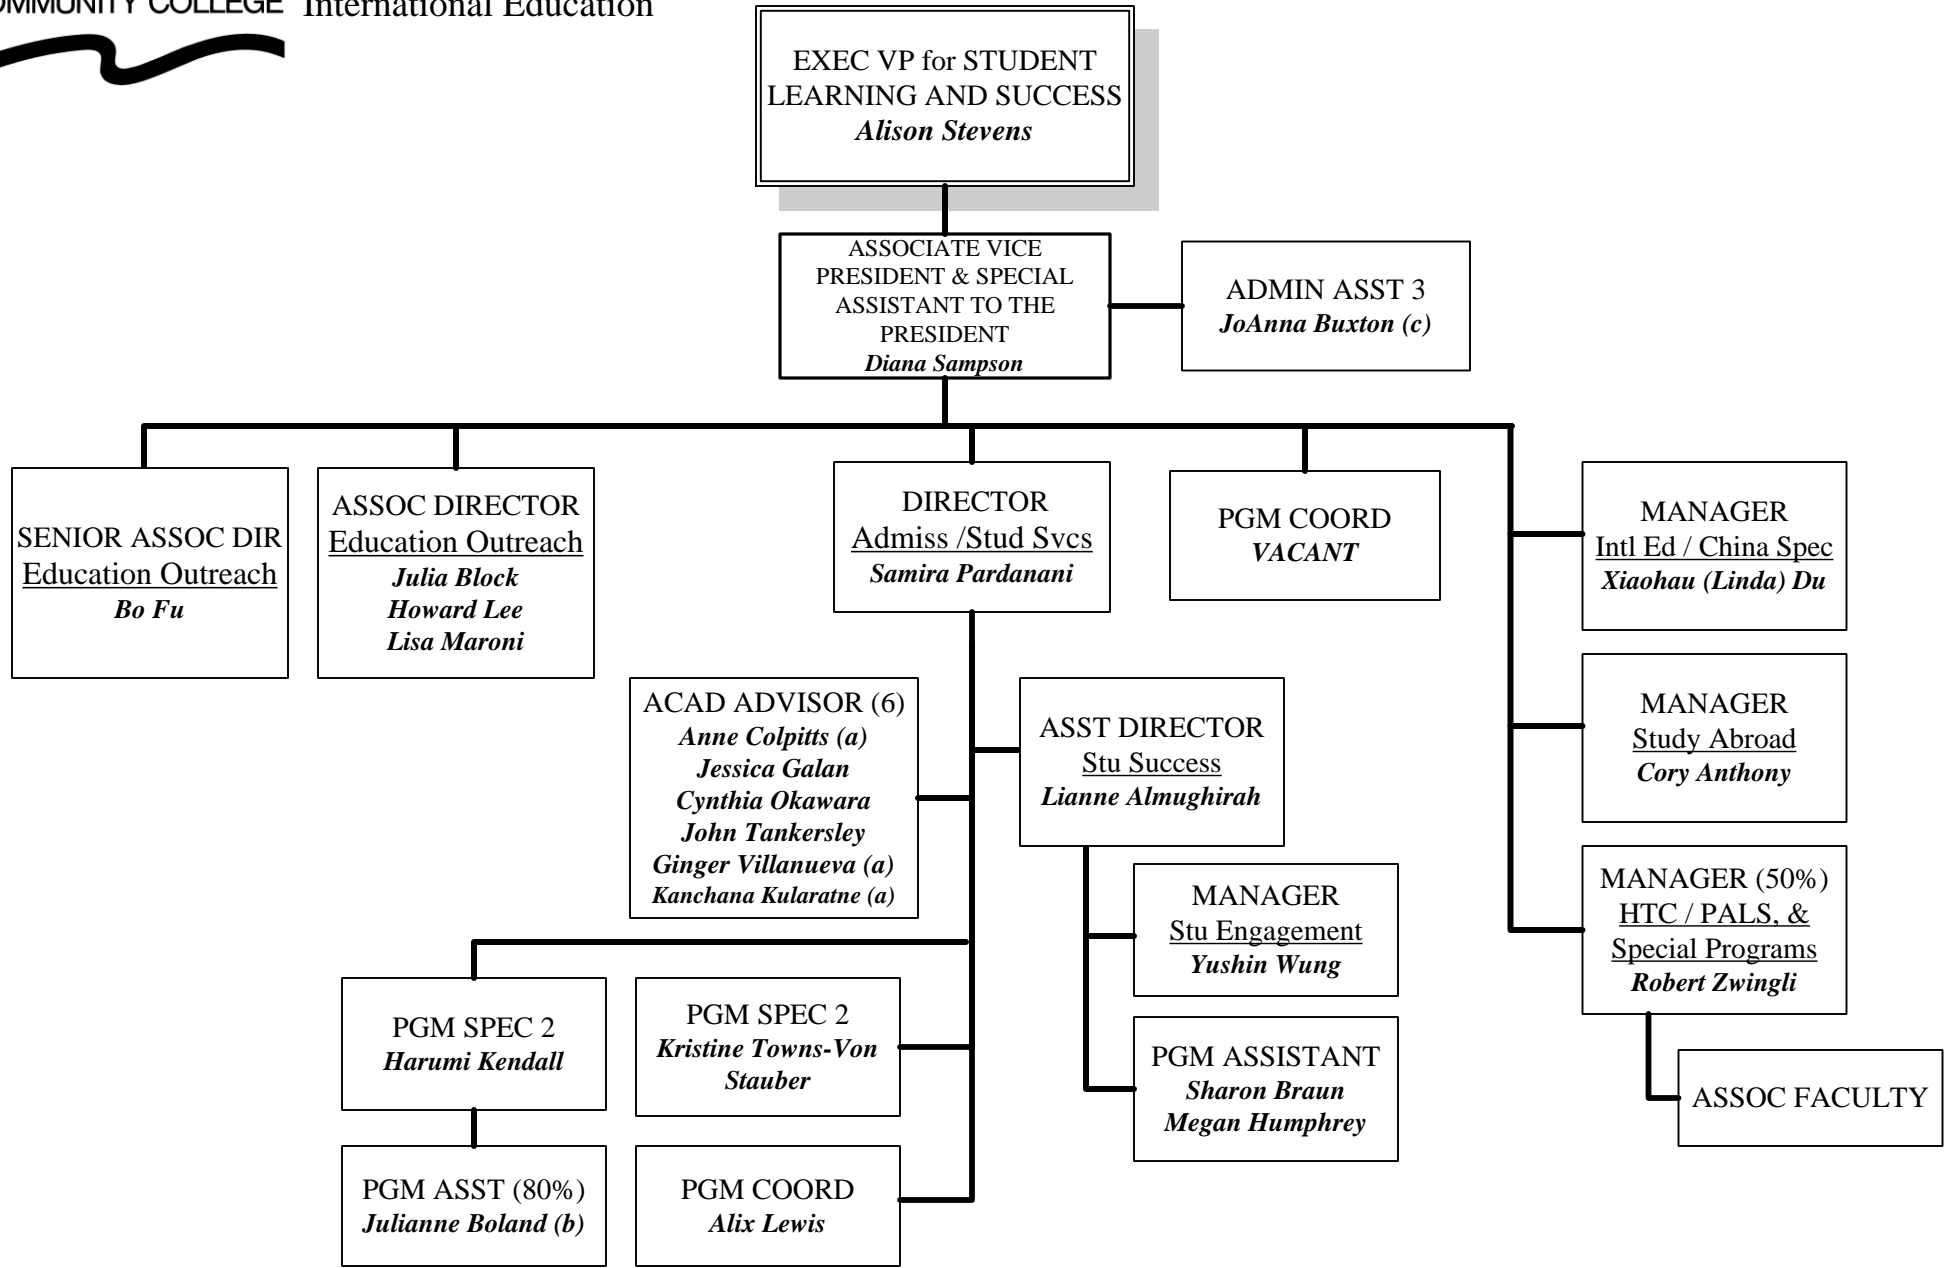 COMMUNITY COLLEGE International Education
EXEC VP for STUDENT
LEARNING AND SUCCESS
Alison Stevens
ASSOCIATE VICE
PRESIDENT & SPECIAL
ASSISTANT TO THE
PRESIDENT
Diana Sampson
ADMIN ASST 3
JoAnna Buxton (c)
SENIOR ASSOC DIR
Education Outreach
Bo Fu
ASSOC DIRECTOR
Education Outreach
Julia Block
Howard Lee
Lisa Maroni
DIRECTOR
Admiss /Stud Svcs
Samira Pardanani
PGM COORD
VACANT
MANAGER
Intl Ed / China Spec
Xiaohau (Linda) Du
MANAGER
Study Abroad
Cory Anthony
MANAGER (50%)
HTC / PALS, &
Special Programs
Robert Zwingli
ASSOC FACULTY
ACAD ADVISOR (6)
Anne Colpitts (a)
Jessica Galan
Cynthia Okawara
John Tankersley
Ginger Villanueva (a)
Kanchana Kularatne (a)
ASST DIRECTOR
Stu Success
Lianne Almughirah
MANAGER
Stu Engagement
Yushin Wung
PGM ASSISTANT
Sharon Braun
Megan Humphrey
PGM SPEC 2
Harumi Kendall
PGM SPEC 2
Kristine Towns-Von
Stauber
PGM ASST (80%)
Julianne Boland (b)
PGM COORD
Alix Lewis